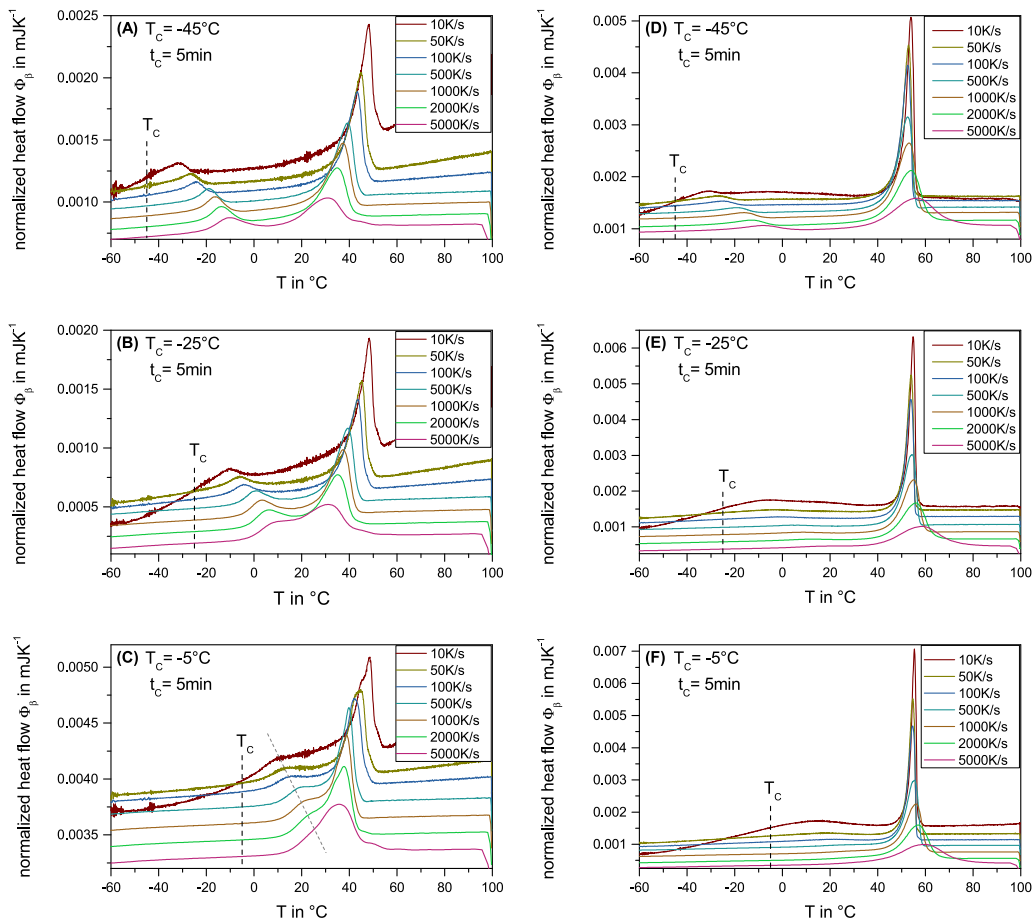 (A) T_C= -45°C
t_C= 5min
T_C
10K/s
50K/s
100K/s
500K/s
1000K/s
2000K/s
5000K/s
0.0025
0.0020
0.0015
0.0010
normalized heat flow Φ_β in mJK⁻¹
-60 -40 -20 0 20 40 60 80 100
T in °C
(D) T_C= -45°C
t_C= 5min
T_C
10K/s
50K/s
100K/s
500K/s
1000K/s
2000K/s
5000K/s
0.005
0.004
0.003
0.002
0.001
normalized heat flow Φ_β in mJK⁻¹
-60 -40 -20 0 20 40 60 80 100
T in °C
(B) T_C= -25°C
t_C= 5min
T_C
10K/s
50K/s
100K/s
500K/s
1000K/s
2000K/s
5000K/s
0.0020
0.0015
0.0010
0.0005
normalized heat flow Φ_β in mJK⁻¹
-60 -40 -20 0 20 40 60 80 100
T in °C
(E) T_C= -25°C
t_C= 5min
T_C
10K/s
50K/s
100K/s
500K/s
1000K/s
2000K/s
5000K/s
0.006
0.005
0.004
0.003
0.002
0.001
normalized heat flow Φ_β in mJK⁻¹
-60 -40 -20 0 20 40 60 80 100
T in °C
(C) T_C= -5°C
t_C= 5min
T_C
10K/s
50K/s
100K/s
500K/s
1000K/s
2000K/s
5000K/s
0.0050
0.0045
0.0040
0.0035
normalized heat flow Φ_β in mJK⁻¹
-60 -40 -20 0 20 40 60 80 100
T in °C
(F) T_C= -5°C
t_C= 5min
T_C
10K/s
50K/s
100K/s
500K/s
1000K/s
2000K/s
5000K/s
0.007
0.006
0.005
0.004
0.003
0.002
0.001
normalized heat flow Φ_β in mJK⁻¹
-60 -40 -20 0 20 40 60 80 100
T in °C